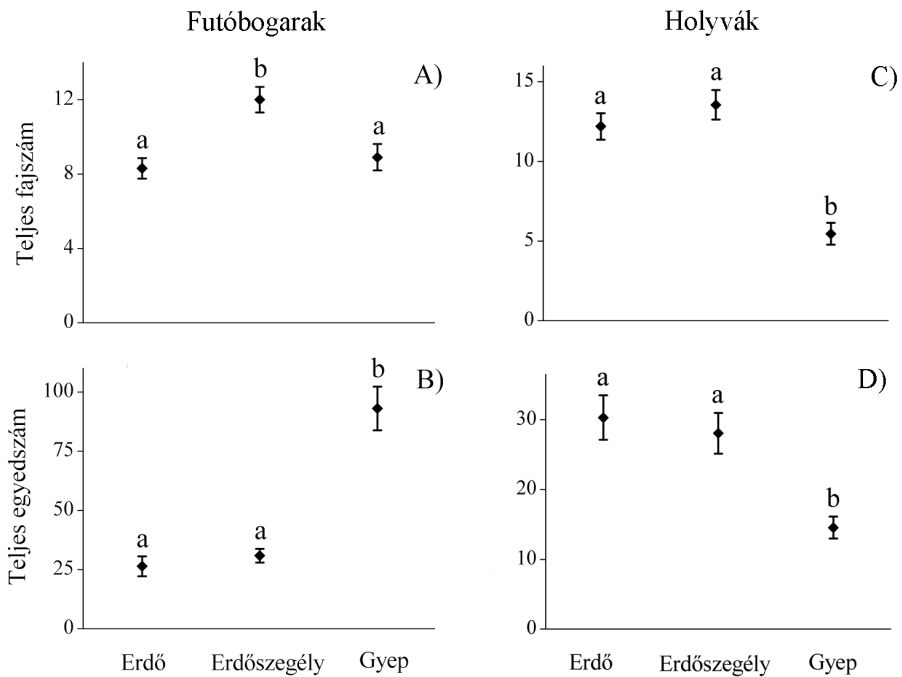 Futóbogarak
Holyvák
A)
Teljes fajszám
12
8
4
0
a
b
a
C)
15
10
5
0
a
a
b
B)
Teljes egyedszám
100
75
50
25
0
a
a
b
Erdő Erdőszegély Gyep
D)
30
20
10
0
a
a
b
Erdő Erdőszegély Gyep